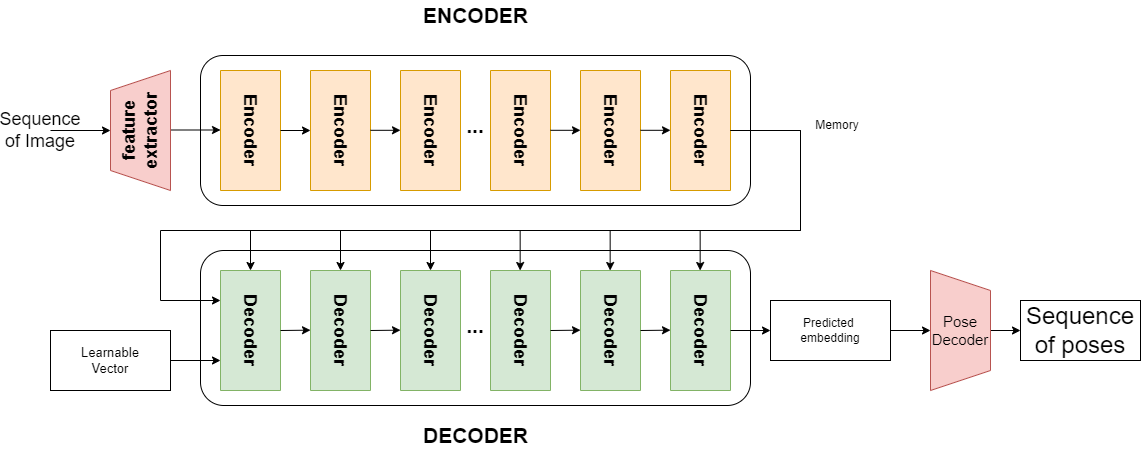 ENCODER
Sequence
of Image
feature
extractor
Encoder
Encoder
Encoder
...
Encoder
Encoder
Encoder
Memory
Decoder
Decoder
Decoder
...
Decoder
Decoder
Decoder
Learnable
Vector
Predicted
embedding
Pose
Decoder
Sequence
of poses
DECODER